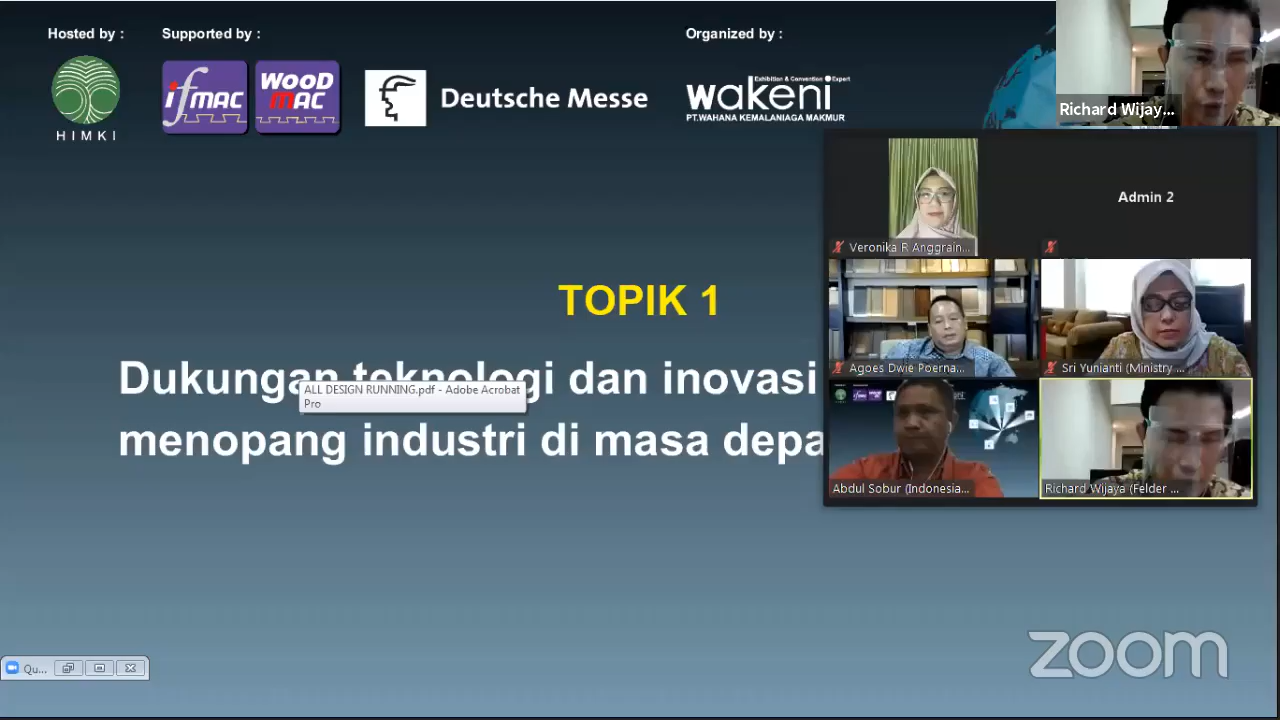 Hosted by :
Supported by :
Organized by :
HIMKI
ifmac
WOOD
mac
Deutsche Messe
Exhibition & Convention Expert
wakeni
PT.WAHANA KEMALANIAGA MAKMUR
Richard Wijay...
Veronika R Anggrain...
Admin 2
Agoes Dwie Poerna...
Sri Yunianti (Ministry ...
Abdul Sobur (Indonesia...
Richard Wijaya (Felder ...
TOPIK 1
Dukungan teknologi dan inovasi
menopang industri di masa depa
ALL DESIGN RUNNING.pdf - Adobe Acrobat
Pro
Qu...
zoom